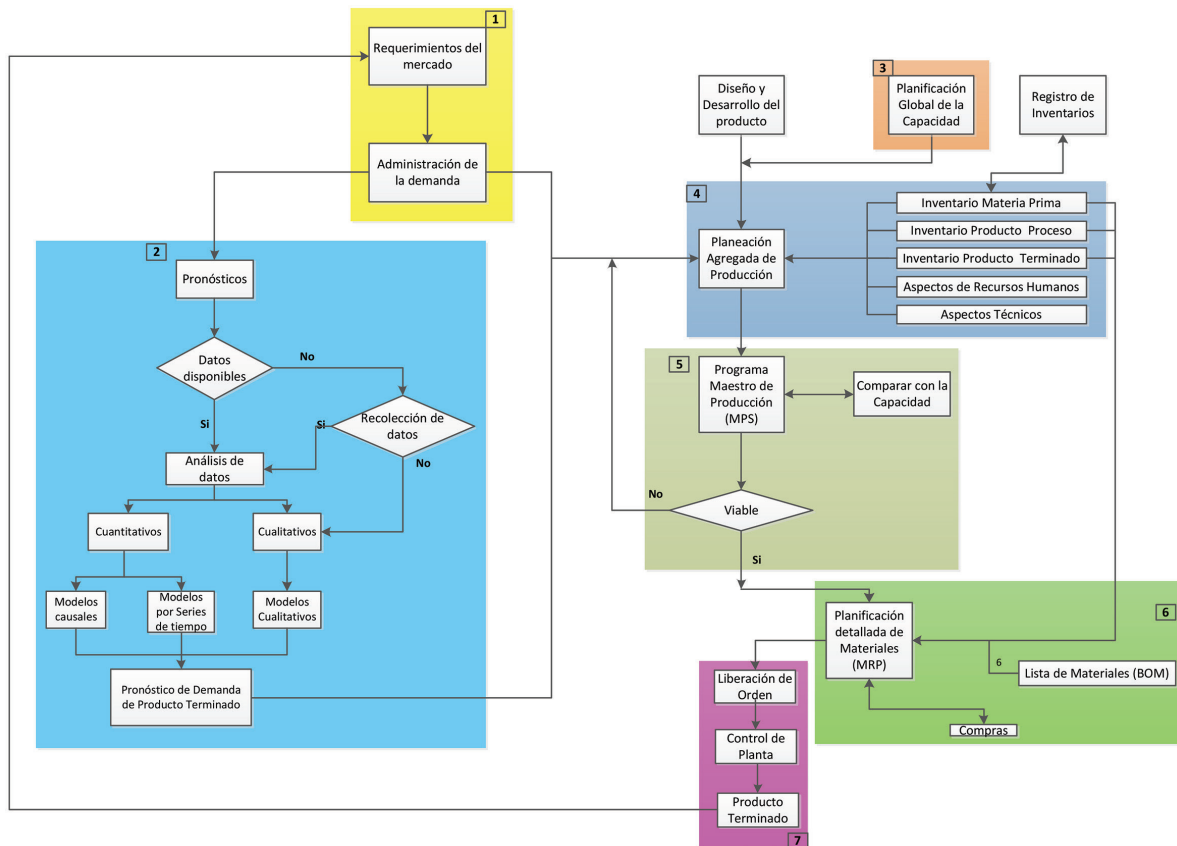 1
Requerimientos del
mercado
Administración de
la demanda
2
Pronósticos
Datos
disponibles
No
Si
Recolección de
datos
Si
No
Análisis de
datos
Cuantitativos
Cualitativos
Modelos
causales
Modelos
por Series
de tiempo
Modelos
Cualitativos
Pronóstico de Demanda
de Producto Terminado
Diseño y
Desarrollo del
producto
3
Planificación
Global de la
Capacidad
Registro de
Inventarios
4
Planeación
Agregada de
Producción
Inventario Materia Prima
Inventario Producto Proceso
Inventario Producto Terminado
Aspectos de Recursos Humanos
Aspectos Técnicos
5
Programa
Maestro de
Producción
(MPS)
Comparar con la
Capacidad
No
Viable
Si
6
Planificación
detallada de
Materiales
(MRP)
6
Lista de Materiales (BOM)
Compras
Liberación de
Orden
Control de
Planta
Producto
Terminado
7